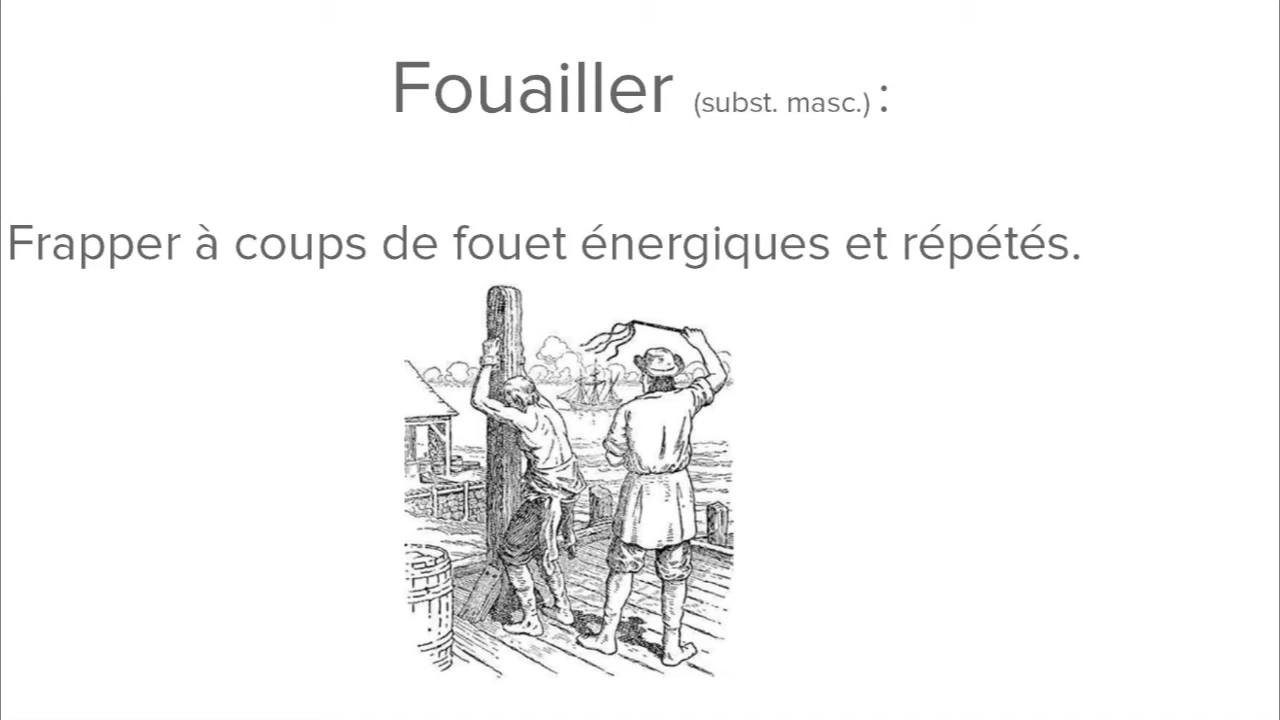 Fouailler (subst. masc.) :
Frapper à coups de fouet énergiques et répétés.